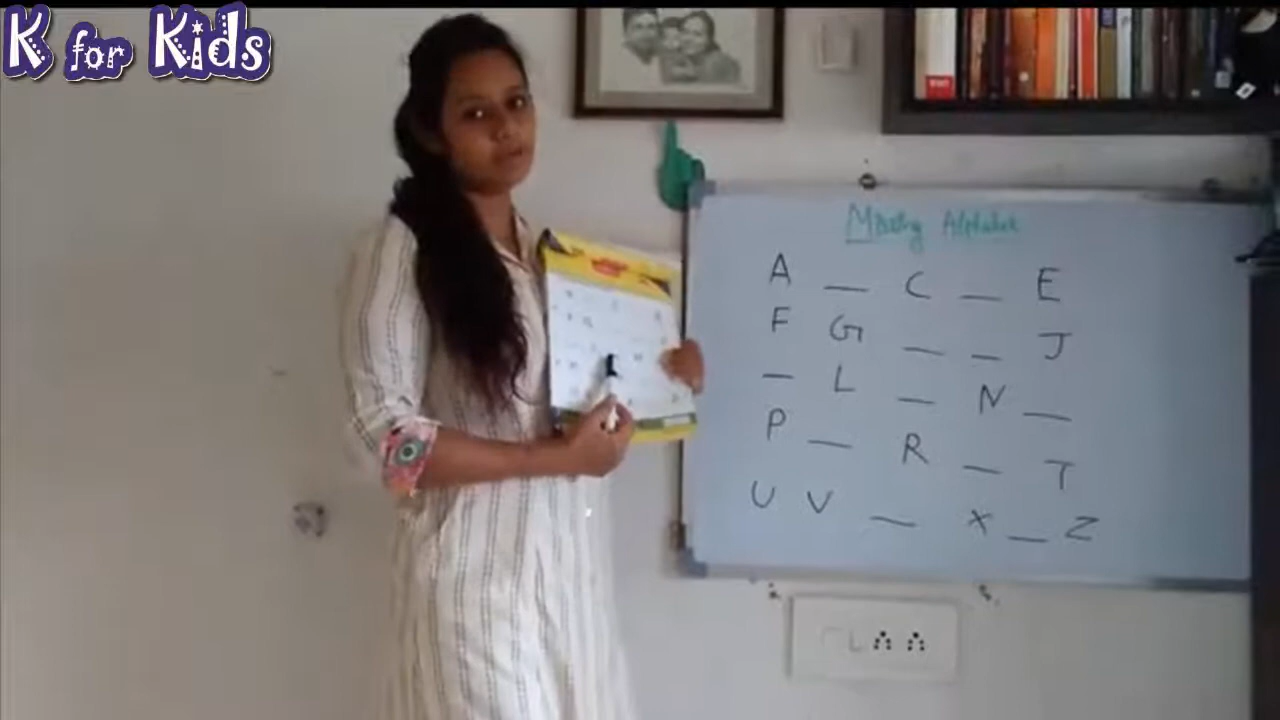 K for Kids
Missing Alphabet
A _ C _ E
F G _ _ J
_ L _ N _
P _ R _ T
U V _ X _ Z